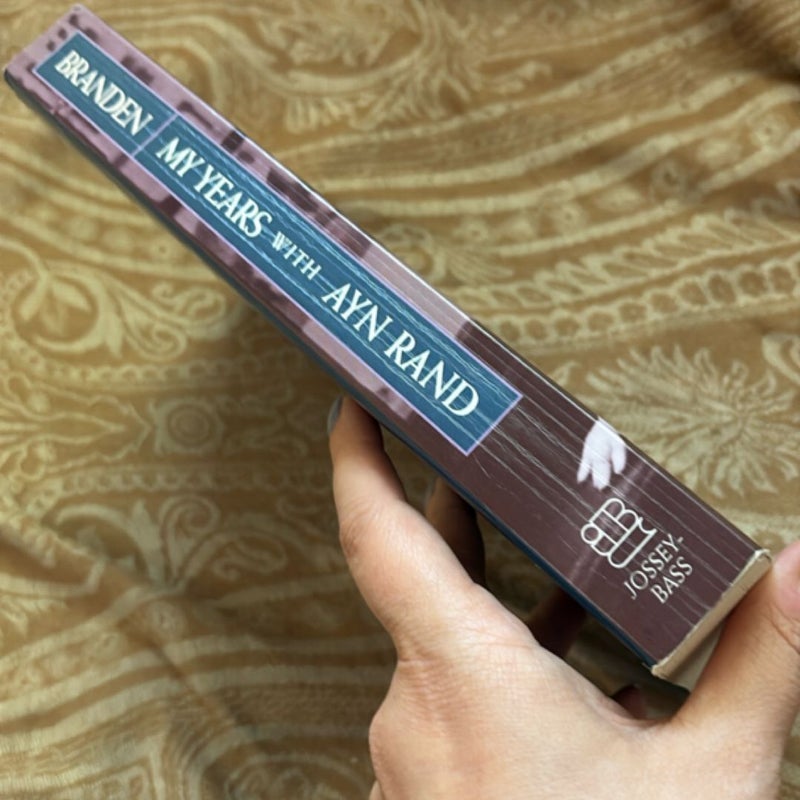 BRANDEN
MY YEARS WITH AYN RAND
JOSSEY-
BASS